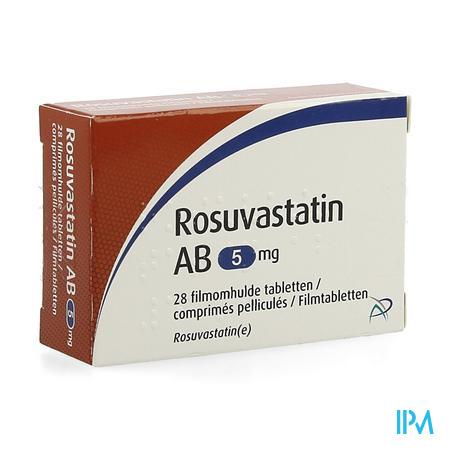 Rosuvastatin
AB 5 mg
28 filmomhulde tabletten /
comprimés pelliculés / Filmtabletten
Rosuvastatin(e)
Rosuvastatin AB 5 mg
28 filmomhulde tabletten /
comprimés pelliculés / Filmtabletten
IPM